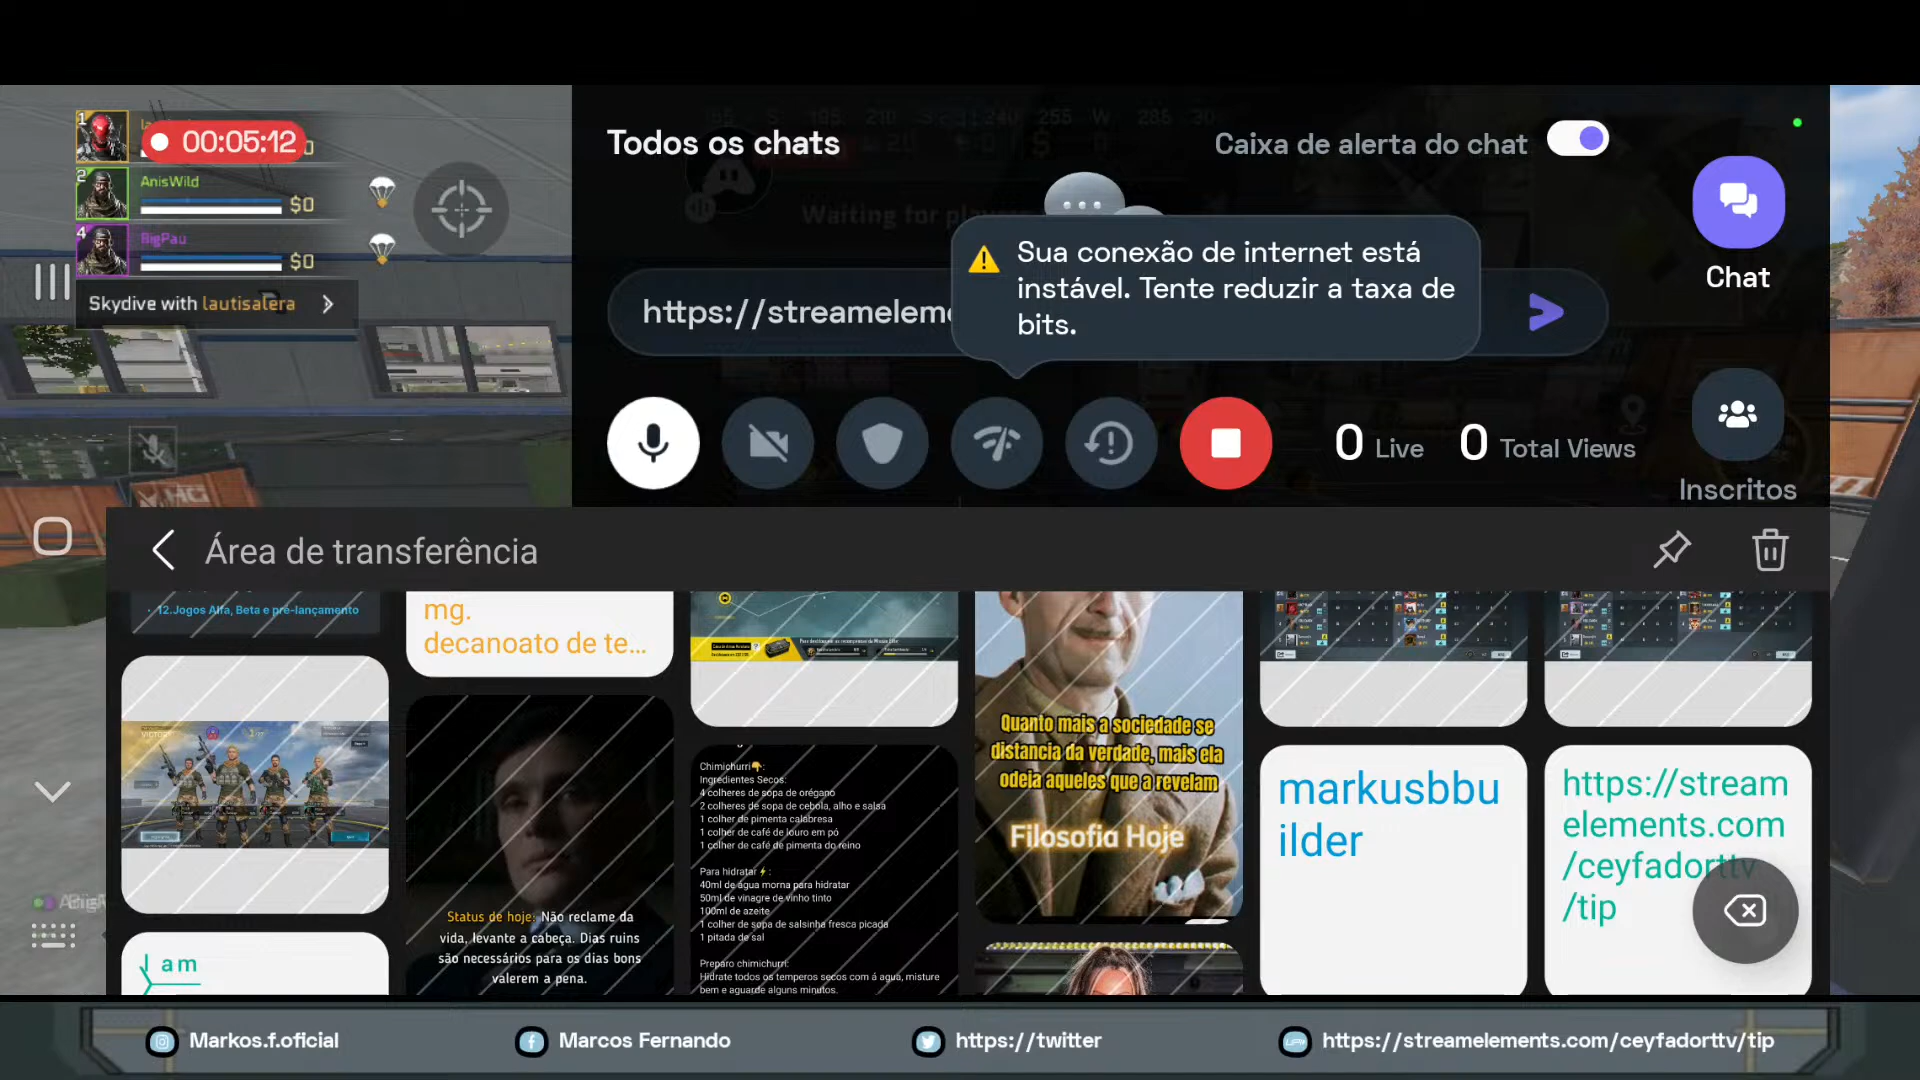 1
00:05:12
2
AnisWild
$0
4
BigPau
$0
Skydive with lautisalera
Todos os chats
Caixa de alerta do chat
Waiting for
Sua conexão de internet está
instável. Tente reduzir a taxa de
bits.
https://streamelem
Chat
0 Live
0 Total Views
Inscritos
Área de transferência
12.Jogos Alfa, Beta e pré-lançamento
mg.
decanoato de te...
Status de hoje: Não reclame da
vida, levante a cabeça. Dias ruins
são necessários para os dias bons
valerem a pena.
Chimichurri👇:
Ingredientes Secos:
4 colheres de sopa de orégano
2 colheres de sopa de cebola, alho e salsa
1 colher de pimenta calabresa
1 colher de café de louro em pó
1 colher de café de pimenta do reino
Para hidratar⚡:
40ml de água morna para hidratar
50ml de vinagre de vinho tinto
100ml de azeite
1 colher de sopa de salsinha fresca picada
1 pitada de sal
Preparo chimichurri:
Hidrate todos os temperos secos com á agua, misture
bem e aguarde alguns minutos.
Quanto mais a sociedade se
distancia da verdade, mais ela
odeia aqueles que a revelam
Filosofia Hoje
markusbbu
ilder
https://stream
elements.com
/ceyfadorttv
/tip
I am
Markos.f.oficial
Marcos Fernando
https://twitter
https://streamelements.com/ceyfadorttv/tip